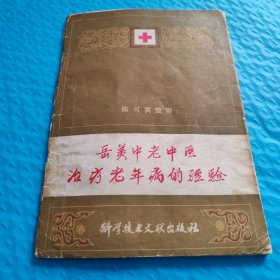 陈可冀整理
岳美中老中医
治疗老年病的经验
科学技术文献出版社